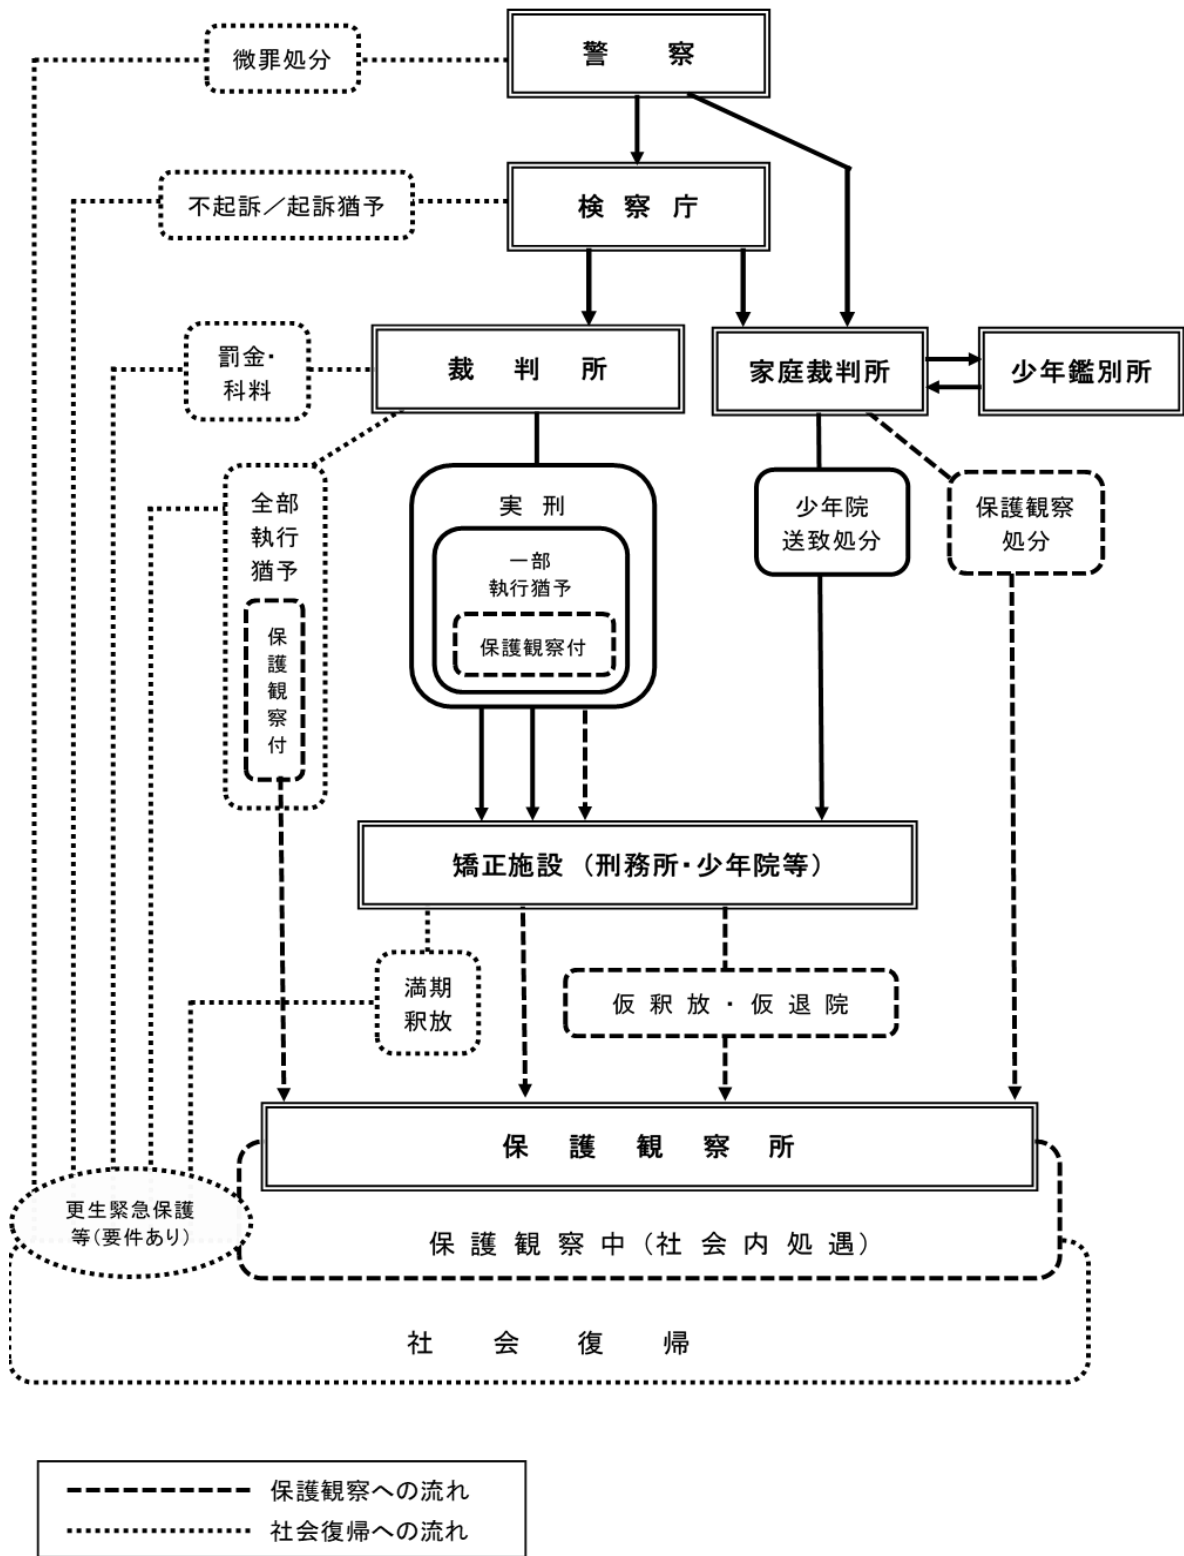 警察
微罪処分
検察庁
不起訴／起訴猶予
裁判所
家庭裁判所
少年鑑別所
罰金・
科料
全部
執行
猶予
保護観察付
実刑
一部
執行猶予
保護観察付
少年院
送致処分
保護観察
処分
矯正施設（刑務所・少年院等）
満期
釈放
仮釈放・仮退院
保護観察所
更生緊急保護
等（要件あり）
保護観察中（社会内処遇）
社会復帰
保護観察への流れ
社会復帰への流れ